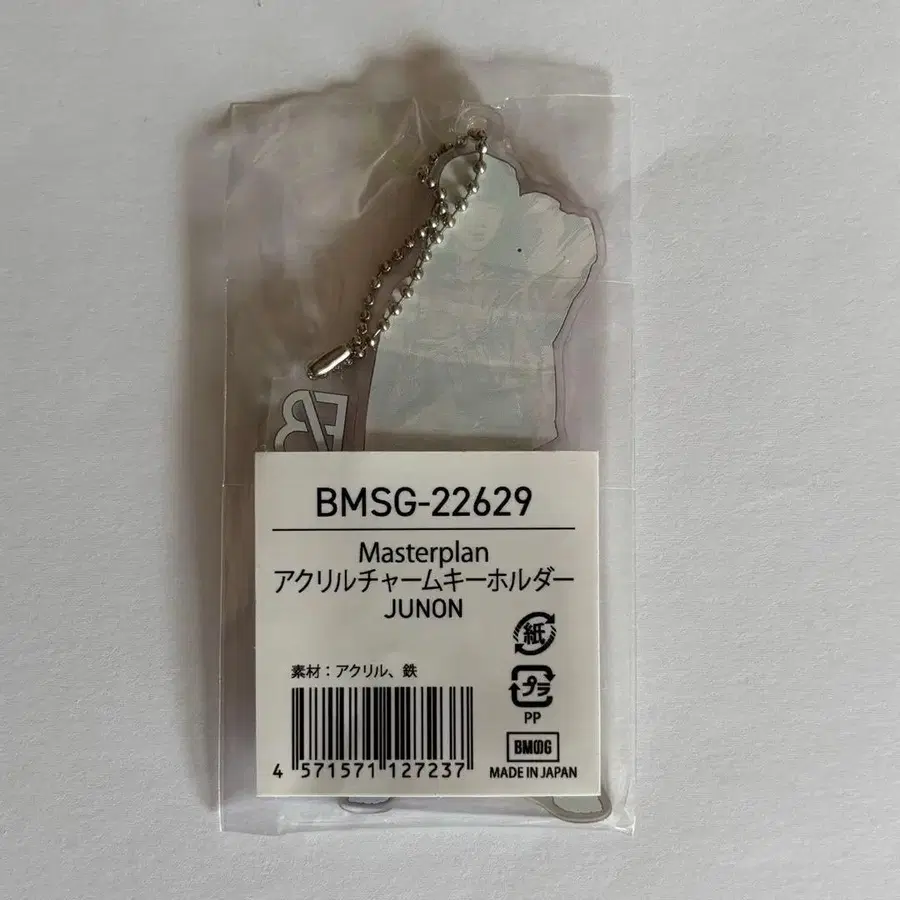 BMSG-22629
Masterplan
アクリルチャームキーホルダー
JUNON
紙
素材：アクリル、鉄
プラ
PP
BMSG
4 571571 127237
MADE IN JAPAN